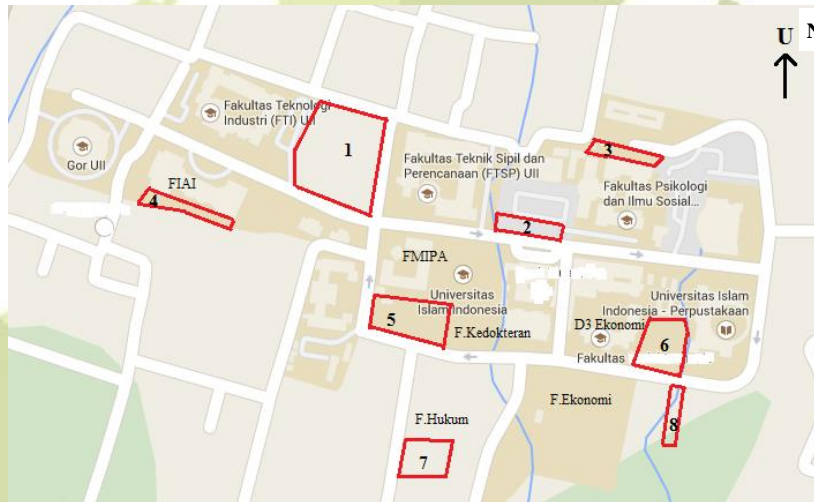 U N
Fakultas Teknologi
Industri (FTI) UII
Gor UII
1
3
Fakultas Teknik Sipil dan
Perencanaan (FTSP) UII
FIAI
4
Fakultas Psikologi
dan Ilmu Sosial...
2
FMIPA
Universitas
Islam Indonesia
Universitas Islam
Indonesia - Perpustakaan
5
F.Kedokteran
D3 Ekonomi
6
Fakultas
F.Ekonomi
F.Hukum
7
8